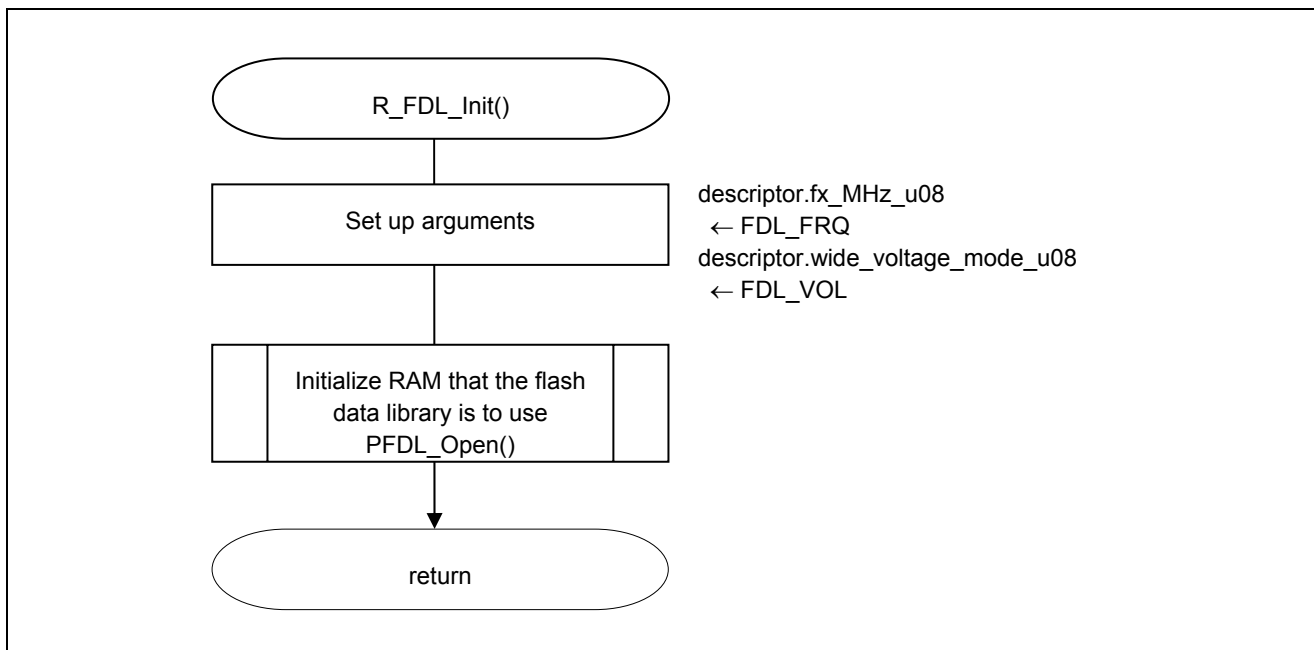 R_FDL_Init()
Set up arguments
descriptor.fx_MHz_u08
← FDL_FRQ
descriptor.wide_voltage_mode_u08
← FDL_VOL
Initialize RAM that the flash
data library is to use
PFDL_Open()
return